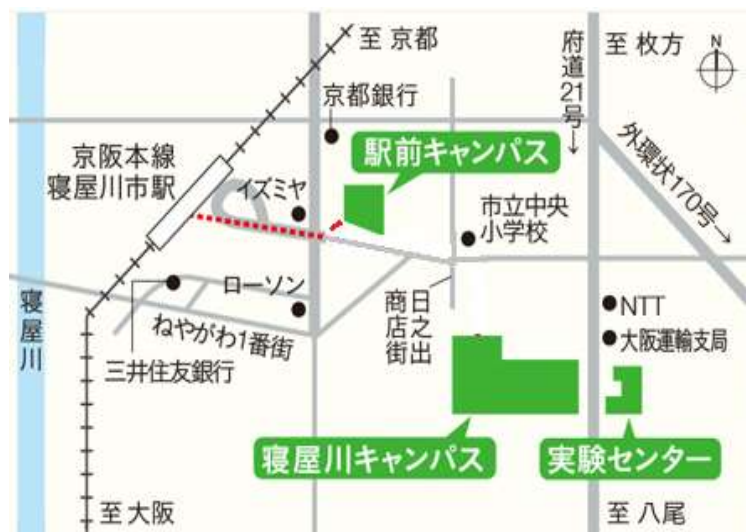 至 京都
府道21号→
至 枚方
N
京都銀行
外環状170号→
京阪本線
寝屋川市駅
駅前キャンパス
イズミヤ
市立中央
小学校
寝屋川
ローソン
日之出
商店街
NTT
ねやがわ1番街
大阪運輸支局
三井住友銀行
寝屋川キャンパス
実験センター
至 大阪
至 八尾